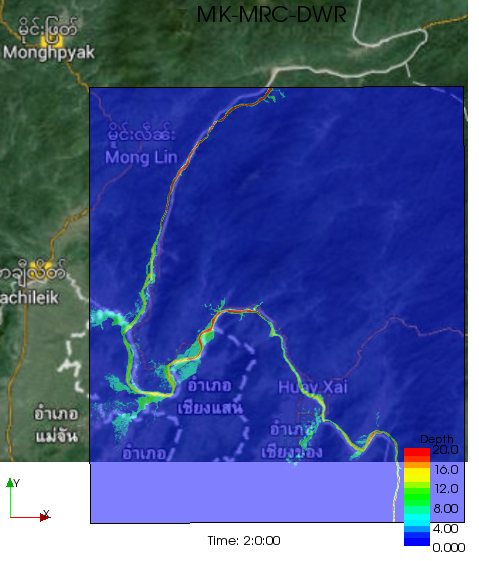 MK-MRC-DWR
မိုင်းဖြတ်
Monghpyak
မိုင်းလိန်း
Mong Lin
achileik
อำเภอ
แม่จัน
อำเภอ
เชียงแสน
Huay Xai
อำเภอ
เชียงของ
อำเภอ
Depth
20.0
16.0
12.0
8.00
4.00
0.000
Y
X
Time: 2:0:00